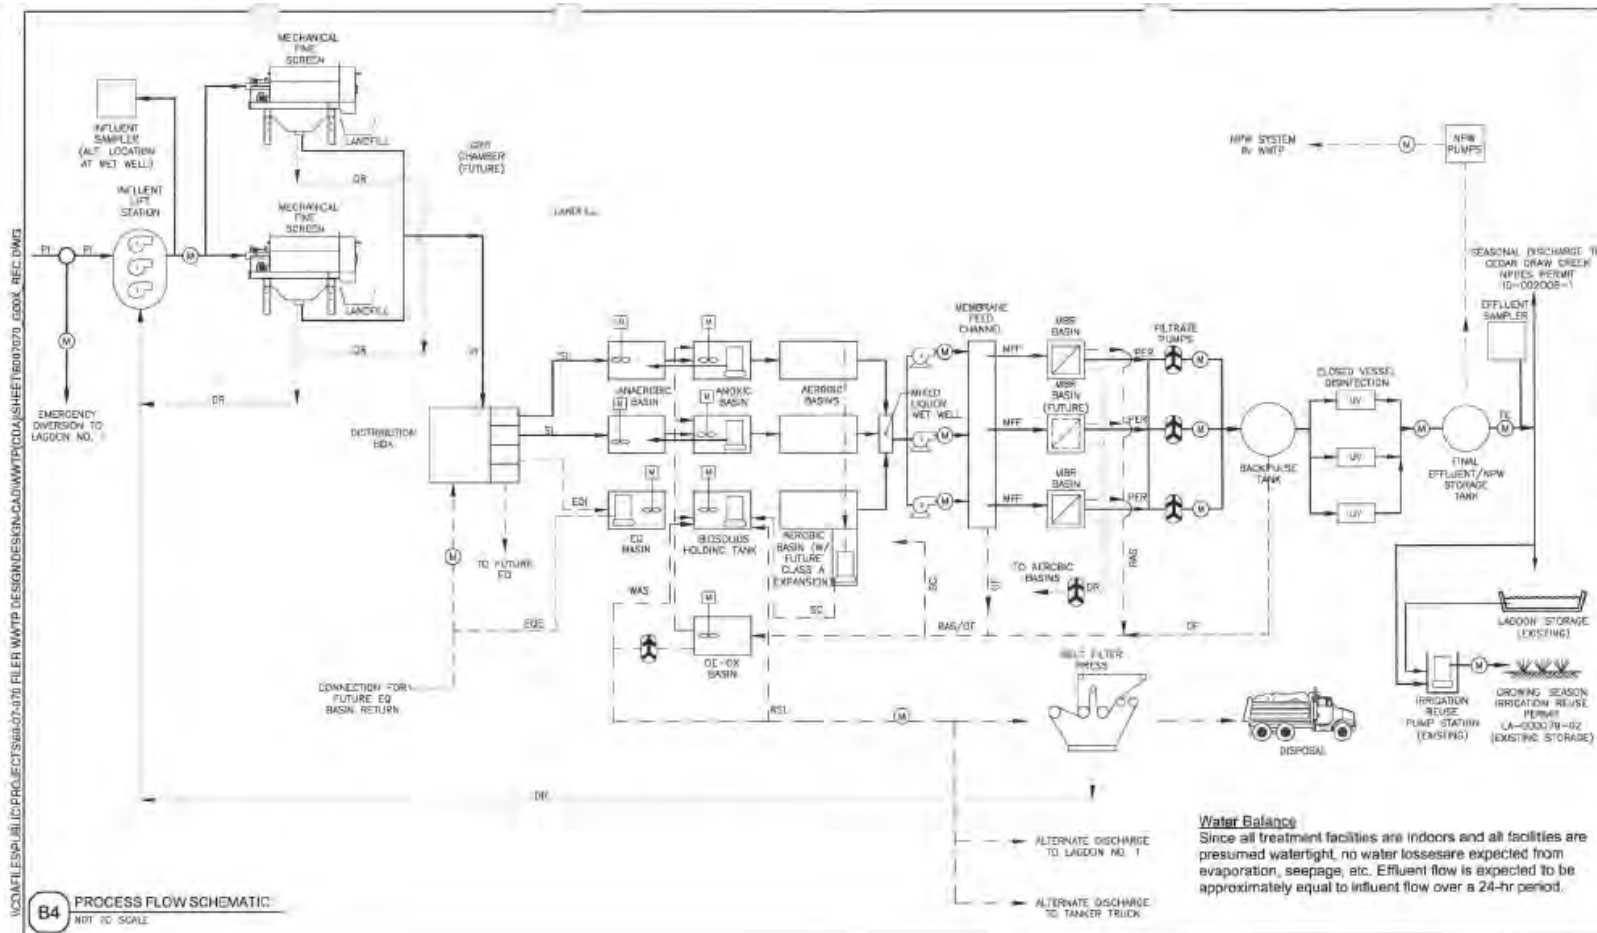 MECHANICAL
FINE
SCREEN
LANDFILL
INFLUENT
SAMPLER
(ALT. LOCATION
AT WET WELL)
INFLUENT
LIFT
STATION
PI
PI
M
M
EMERGENCY
DIVERSION TO
LAGOON NO. 1
DR
MECHANICAL
FINE
SCREEN
LANDFILL
DR
DR
CHAMBER
(FUTURE)
LANDFILL
DISTRIBUTION
SI
SI
EQI
M
TO FUTURE
EQ
EQE
CONNECTION FOR
FUTURE EQ
BASIN RETURN
ANAEROBIC
BASIN
M
M
ANOXIC
BASIN
M
M
AEROBIC
BASINS
EQ
BASIN
M
BIOSOLIDS
HOLDING TANK
AEROBIC
BASIN (W/
FUTURE
CLASS A
EXPANSION)
WAS
M
SC
SC
DE-OX
BASIN
RSL
MIXED
LIQUOR
WET WELL
M
M
M
MEMBRANE
FEED
CHANNEL
MFF
MFF
MFF
MBR
BASIN
MBR
BASIN
(FUTURE)
MBR
BASIN
PER
PER
PER
FILTRATE
PUMPS
M
M
M
RAS
RAS/OF
OF
TO AEROBIC
BASINS
DR
BACKPULSE
TANK
CLOSED VESSEL
DISINFECTION
UV
UV
UV
M
FINAL
EFFLUENT/NPW
STORAGE
TANK
M
NPW SYSTEM
M
NPW
PUMPS
SEASONAL DISCHARGE
CEDAR DRAW CREEK
NPDES PERMIT
EFFLUENT
SAMPLER
LAGOON STORAGE
(EXISTING)
M
IRRIGATION
REUSE
PUMP STATION
(EXISTING)
GROWING SEASON
IRRIGATION REUSE
PERMIT
LA-000079-02
(EXISTING STORAGE)
BELT FILTER
PRESS
M
DISPOSAL
DR
ALTERNATE DISCHARGE
TO LAGOON NO. 1
ALTERNATE DISCHARGE
TO TANKER TRUCK
Water Balance
Since all treatment facilities are indoors and all facilities are
presumed watertight, no water lossesare expected from
evaporation, seepage, etc. Effluent flow is expected to be
approximately equal to influent flow over a 24-hr period.
B4
PROCESS FLOW SCHEMATIC
NOT TO SCALE